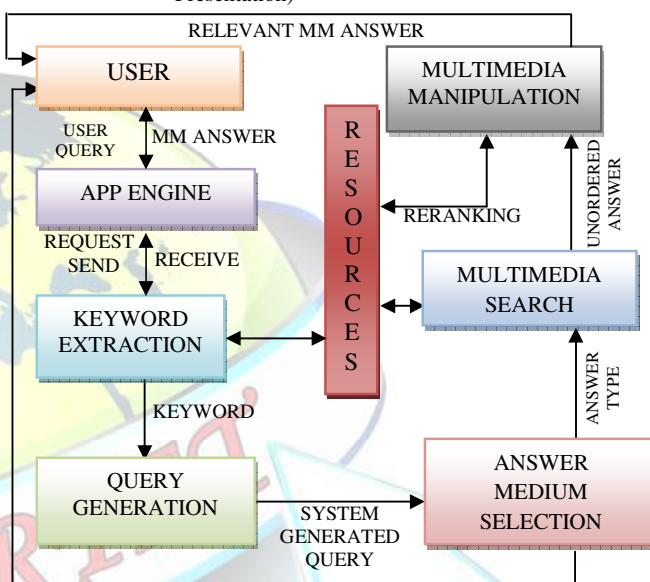 Presentation)
RELEVANT MM ANSWER
USER
MULTIMEDIA
MANIPULATION
USER
QUERY
MM ANSWER
R
E
S
O
U
R
C
E
S
UNORDERED
ANSWER
APP ENGINE
RERANKING
REQUEST
SEND
RECEIVE
MULTIMEDIA
SEARCH
KEYWORD
EXTRACTION
ANSWER
TYPE
KEYWORD
QUERY
GENERATION
ANSWER
MEDIUM
SELECTION
SYSTEM
GENERATED
QUERY